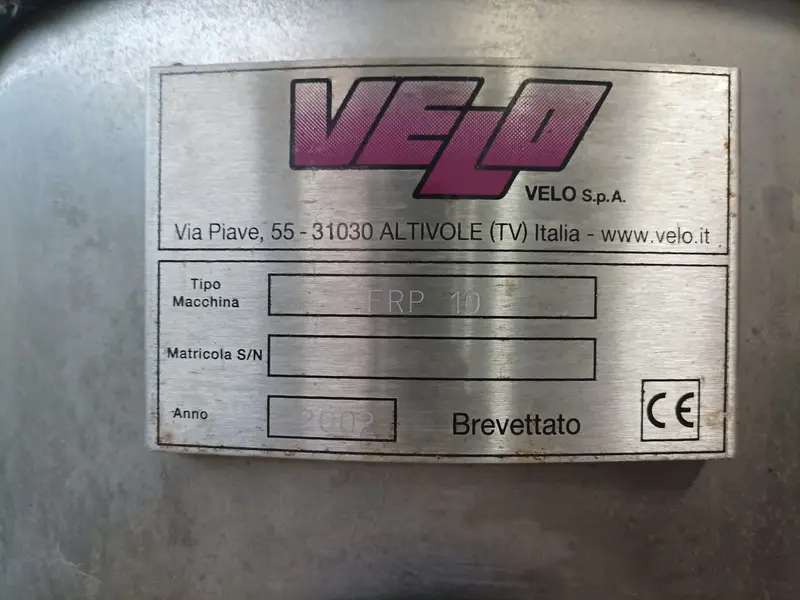 VELO
VELO S.p.A.
Via Piave, 55 - 31030 ALTIVOLE (TV) Italia - www.velo.it
Tipo
Macchina
FRP 10
Matricola S/N
Anno
2002
Brevettato
CE